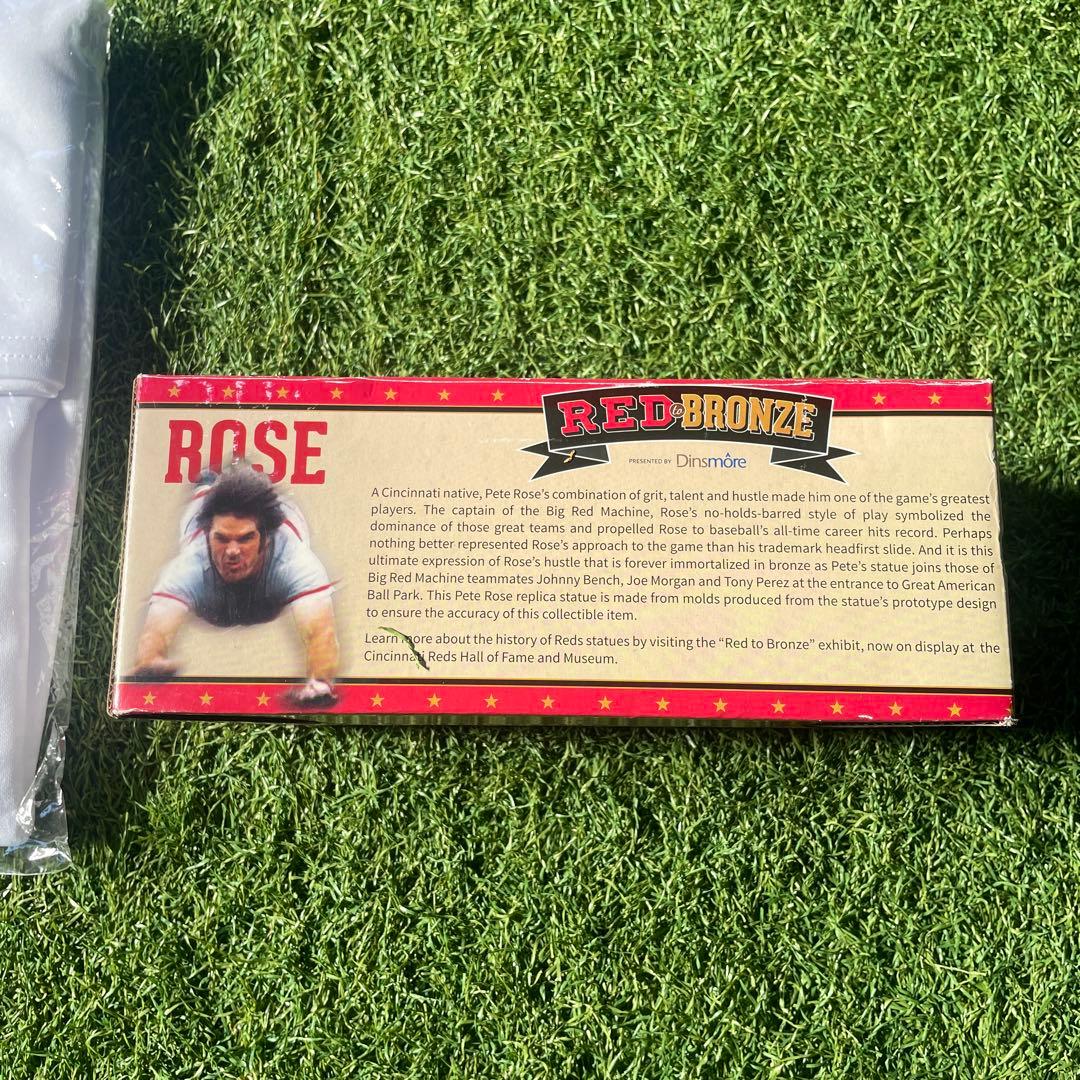 ROSE
RED to BRONZE
PRESENTED BY Dinsmôre
A Cincinnati native, Pete Rose's combination of grit, talent and hustle made him one of the game's greatest
players. The captain of the Big Red Machine, Rose's no-holds-barred style of play symbolized the
dominance of those great teams and propelled Rose to baseball's all-time career hits record. Perhaps
nothing better represented Rose's approach to the game than his trademark headfirst slide. And it is this
ultimate expression of Rose's hustle that is forever immortalized in bronze as Pete's statue joins those of
Big Red Machine teammates Johnny Bench, Joe Morgan and Tony Perez at the entrance to Great American
Ball Park. This Pete Rose replica statue is made from molds produced from the statue's prototype design
to ensure the accuracy of this collectible item.
Learn more about the history of Reds statues by visiting the "Red to Bronze" exhibit, now on display at the
Cincinnati Reds Hall of Fame and Museum.